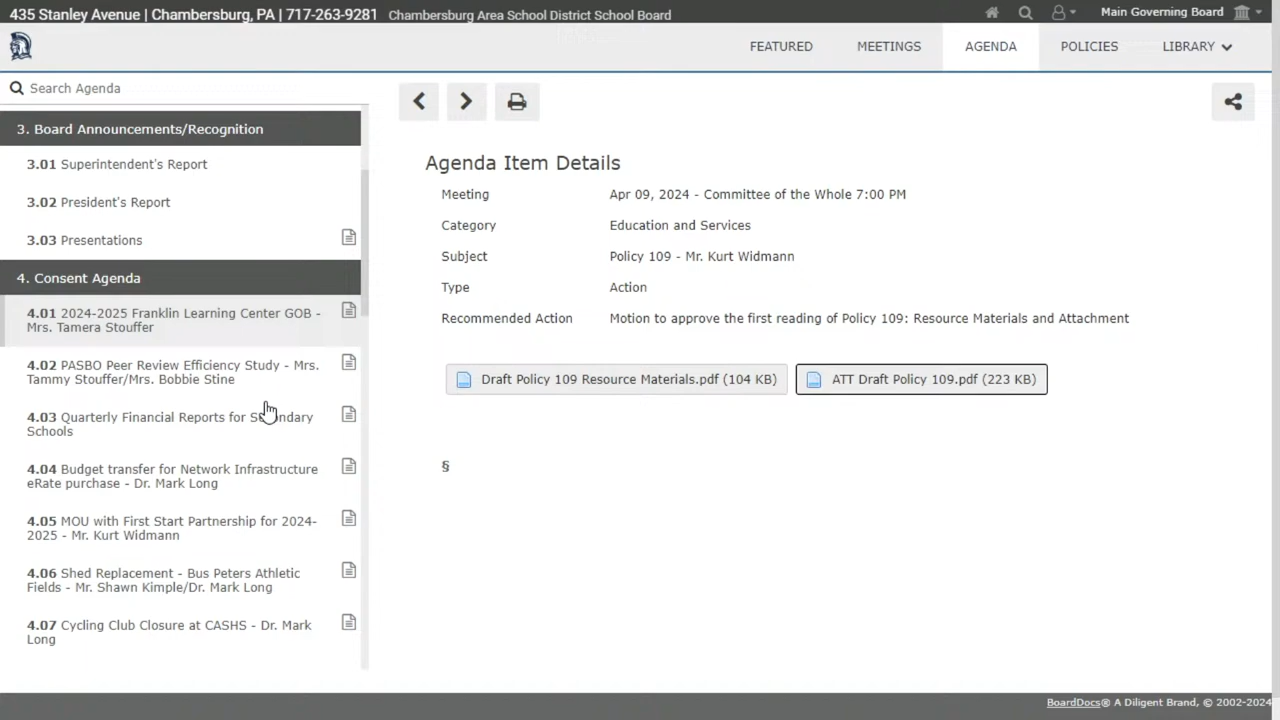 435 Stanley Avenue | Chambersburg, PA | 717-263-9281 Chambersburg Area School District School Board
Main Governing Board
FEATURED MEETINGS AGENDA POLICIES LIBRARY
Search Agenda
3. Board Announcements/Recognition
3.01 Superintendent's Report
3.02 President's Report
3.03 Presentations
4. Consent Agenda
4.01 2024-2025 Franklin Learning Center GOB -
Mrs. Tamera Stouffer
4.02 PASBO Peer Review Efficiency Study - Mrs.
Tammy Stouffer/Mrs. Bobbie Stine
4.03 Quarterly Financial Reports for Secondary
Schools
4.04 Budget transfer for Network Infrastructure
eRate purchase - Dr. Mark Long
4.05 MOU with First Start Partnership for 2024-
2025 - Mr. Kurt Widmann
4.06 Shed Replacement - Bus Peters Athletic
Fields - Mr. Shawn Kimple/Dr. Mark Long
4.07 Cycling Club Closure at CASHS - Dr. Mark
Long
Agenda Item Details
Meeting Apr 09, 2024 - Committee of the Whole 7:00 PM
Category Education and Services
Subject Policy 109 - Mr. Kurt Widmann
Type Action
Recommended Action Motion to approve the first reading of Policy 109: Resource Materials and Attachment
Draft Policy 109 Resource Materials.pdf (104 KB) ATT Draft Policy 109.pdf (223 KB)
§
BoardDocs® A Diligent Brand, © 2002-2024